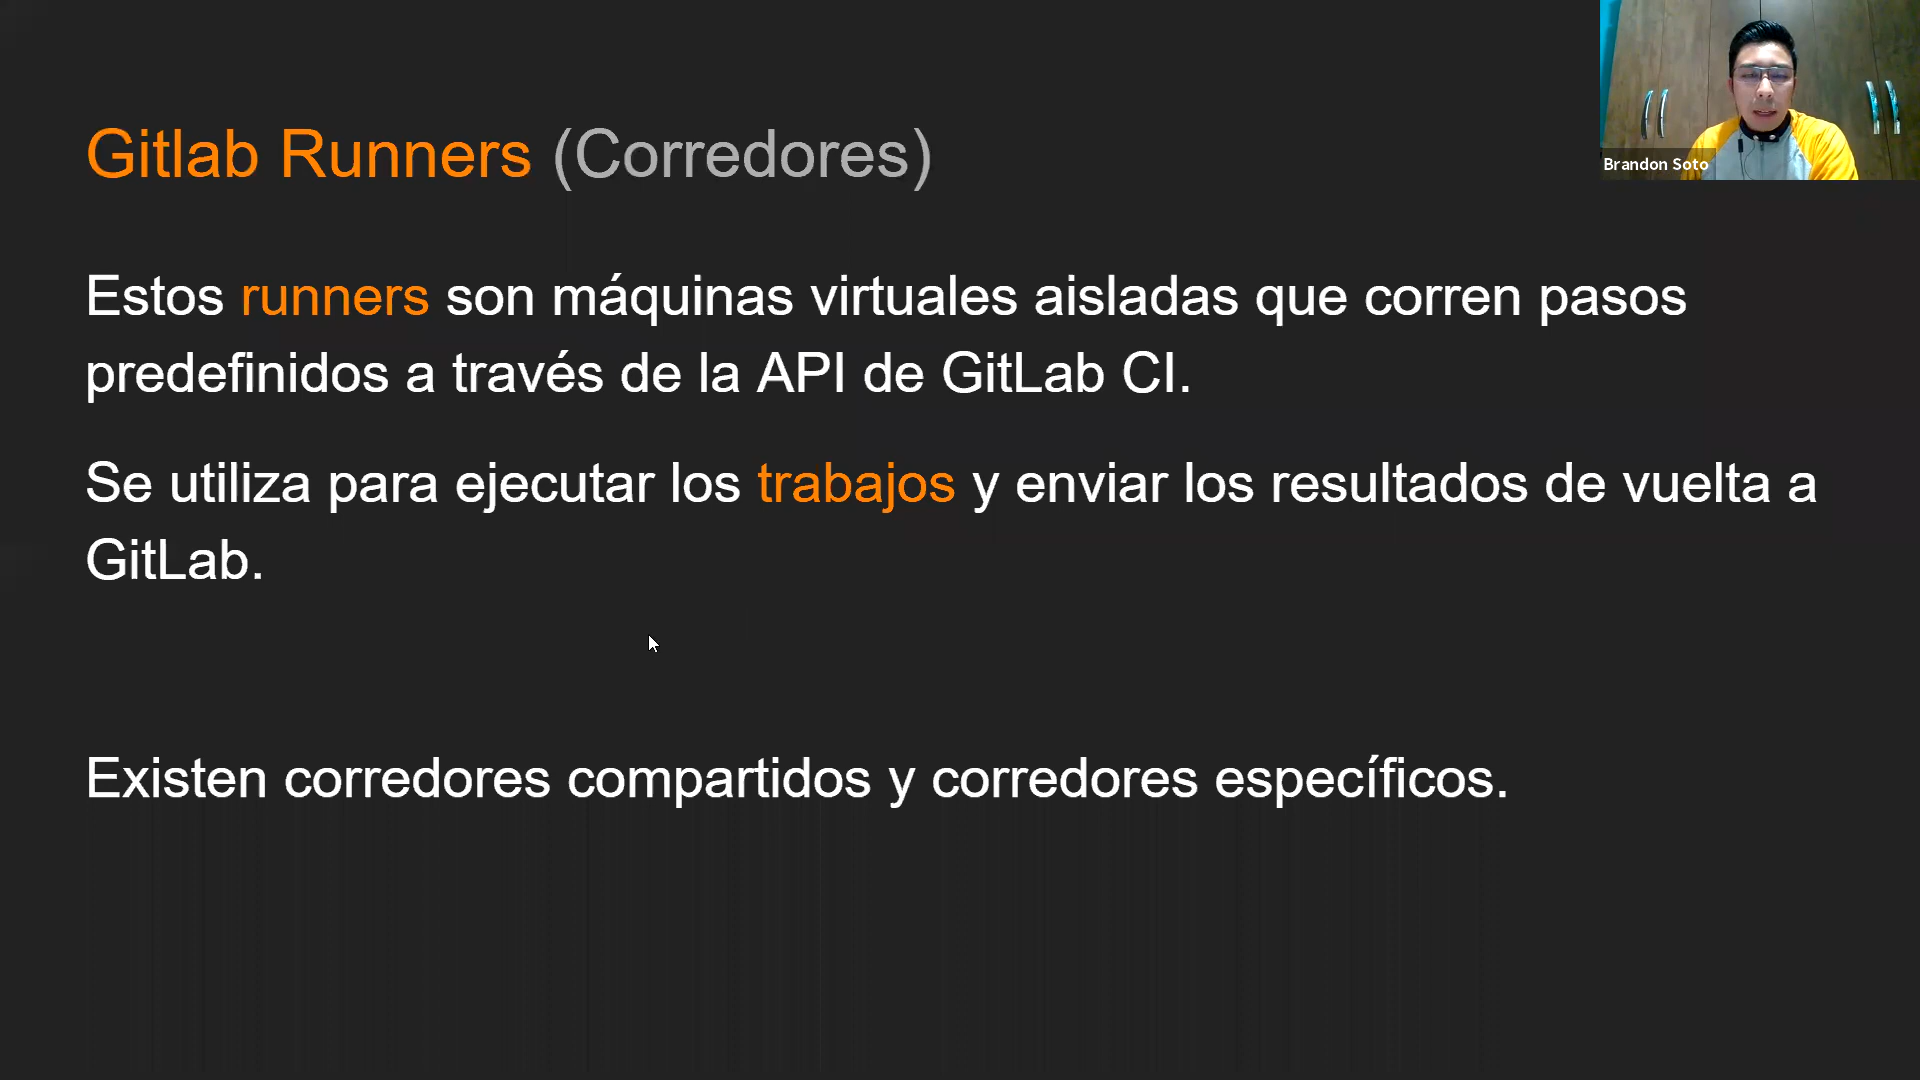 Gitlab Runners (Corredores)
Brandon Soto
Estos runners son máquinas virtuales aisladas que corren pasos
predefinidos a través de la API de GitLab CI.
Se utiliza para ejecutar los trabajos y enviar los resultados de vuelta a
GitLab.
Existen corredores compartidos y corredores específicos.